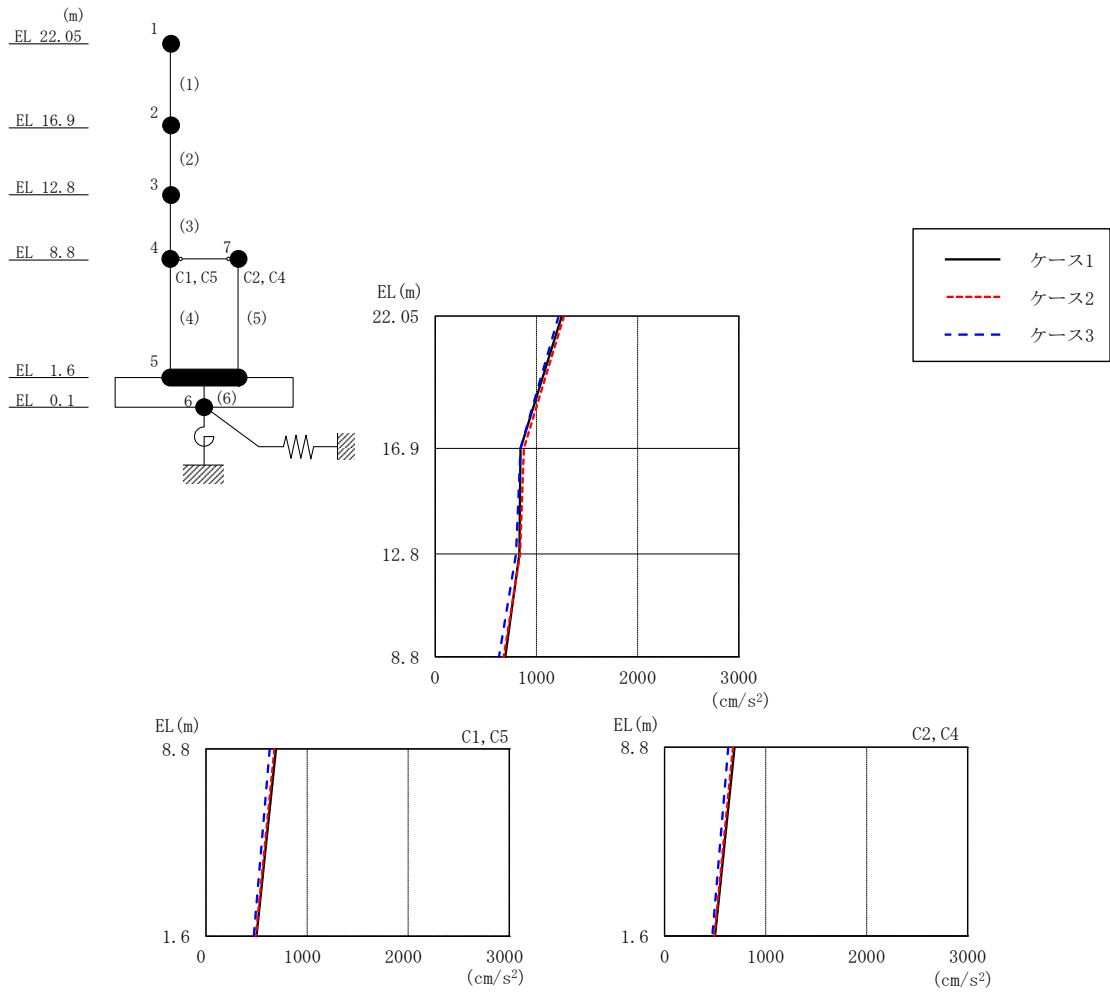 (m)
EL 22.05
1
(1)
EL 16.9
2
(2)
EL 12.8
3
(3)
EL 8.8
4
7
C1,C5
C2,C4
(4)
(5)
EL 1.6
5
EL 0.1
6
(6)
ケース1
ケース2
ケース3
EL(m)
22.05
16.9
12.8
8.8
0 1000 2000 3000
(cm/s²)
EL(m)
C1,C5
8.8
1.6
0 1000 2000 3000
(cm/s²)
EL(m)
C2,C4
8.8
1.6
0 1000 2000 3000
(cm/s²)